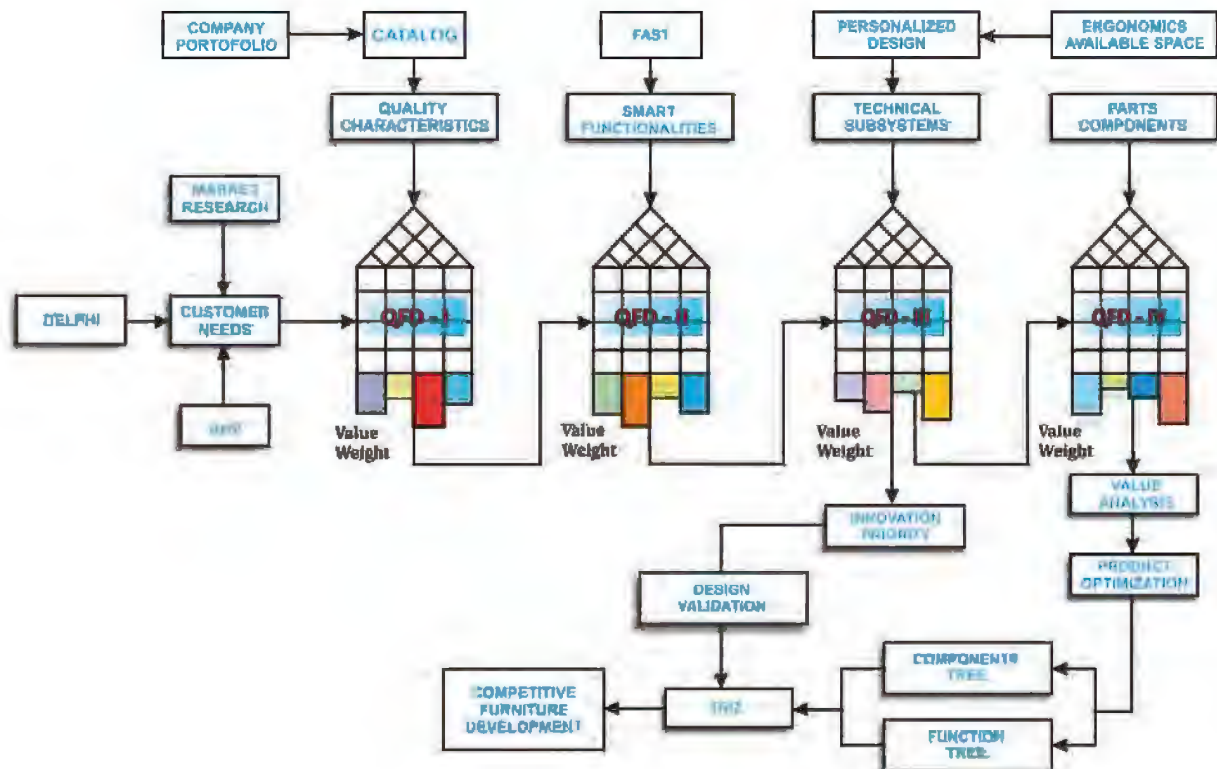 COMPANY
PORTOFOLIO
CATALOG
FAST
PERSONALIZED
DESIGN
ERGONOMICS
AVAILABLE SPACE
QUALITY
CHARACTERISTICS
SMART
FUNCTIONALITIES
TECHNICAL
SUBSYSTEMS
PARTS
COMPONENTS
MARKET
RESEARCH
DELPHI
CUSTOMER
NEEDS
QFD - I
QFD - II
QFD - III
QFD - IV
Value
Weight
Value
Weight
Value
Weight
Value
Weight
VALUE
ANALYSIS
INNOVATION
PRIORITY
PRODUCT
OPTIMIZATION
DESIGN
VALIDATION
COMPONENTS
TREE
COMPETITIVE
FURNITURE
DEVELOPMENT
TRIZ
FUNCTION
TREE